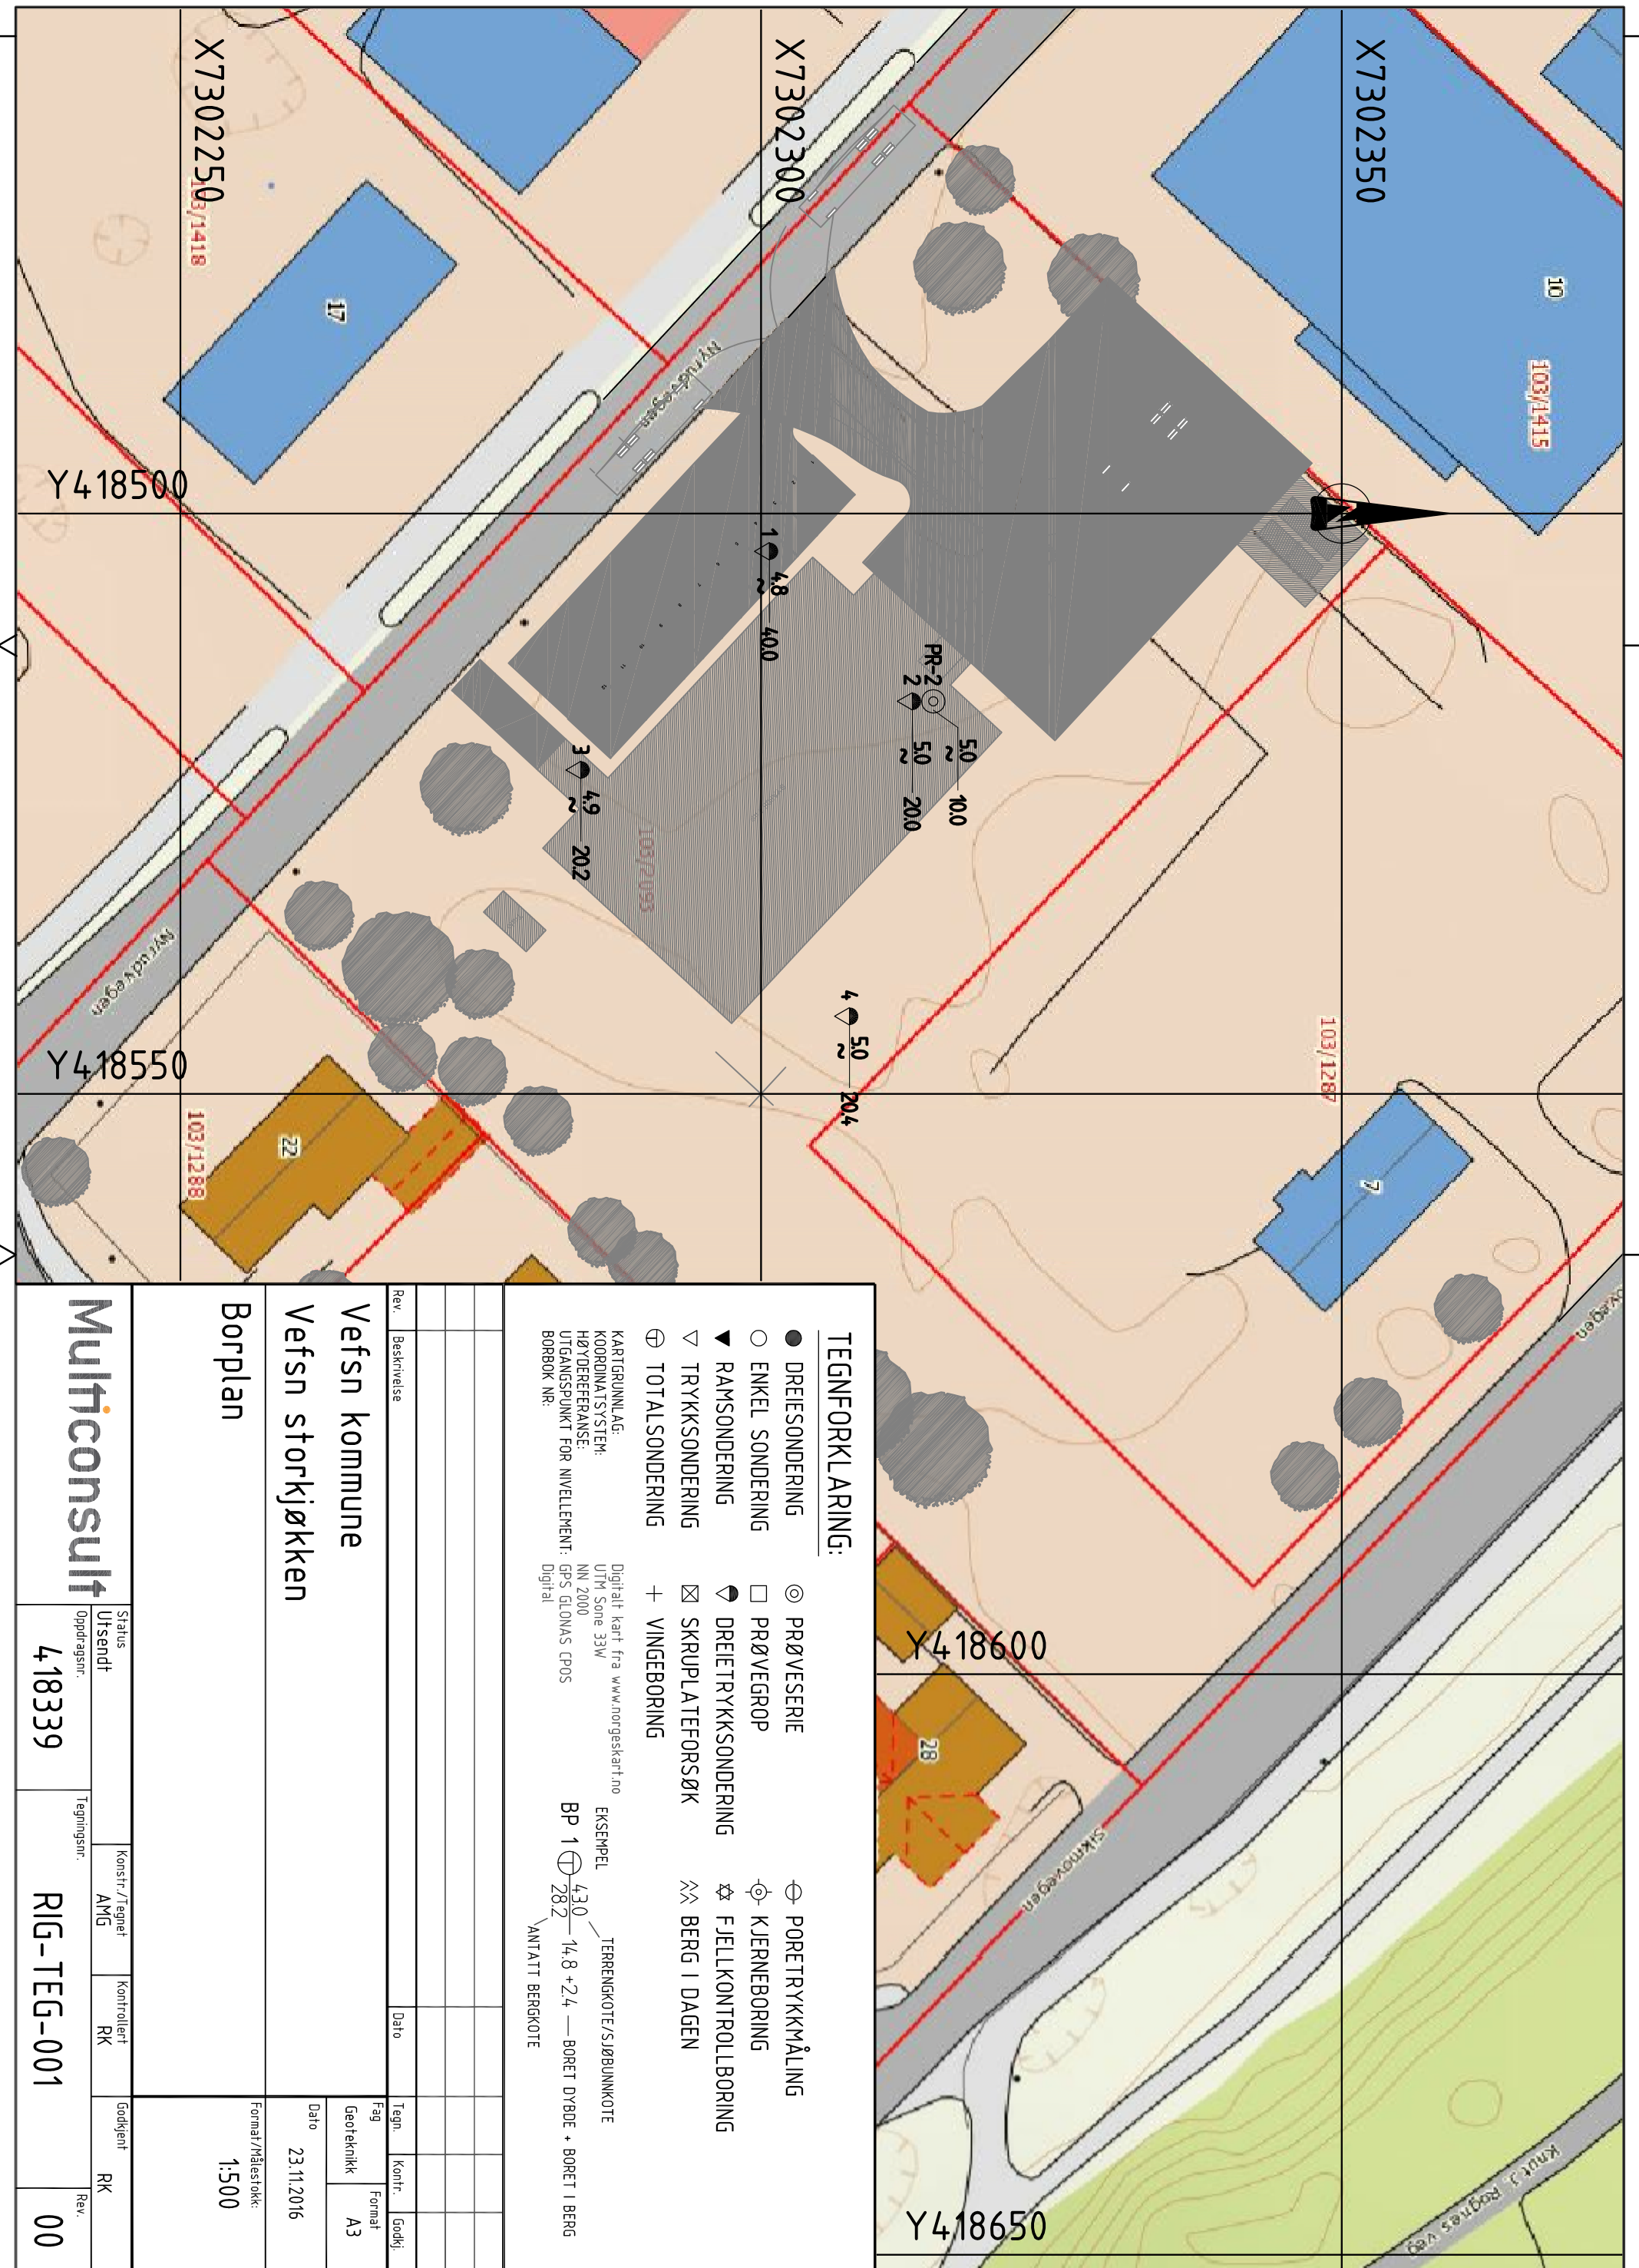 X7302350
X7302300
X7302250
Y418500
Y418550
Y418600
Y418650
10
103/1415
103/1418
17
Nyrudvegen
Nyrudvegen
1
4.8
~
40.0
PR-2
5.0
~
10.0
2
5.0
~
20.0
3
4.9
~
20.2
4
5.0
~
20.4
103/2093
103/1287
7
103/1288
22
28
Sikmovegen
Knut J. Rognes veg
TEGNFORKLARING:
DREIESONDERING
PRØVESERIE
PORETRYKKMÅLING
ENKEL SONDERING
PRØVEGROP
KJERNEBORING
RAMSONDERING
DREIETRYKKSONDERING
FJELLKONTROLLBORING
TRYKKSONDERING
SKRUPLATEFORSØK
BERG I DAGEN
TOTALSONDERING
VINGEBORING
KARTGRUNNLAG: Digitalt kart fra www.norgeskart.no
KOORDINATSYSTEM: UTM Sone 33W
HØYDEREFERANSE: NN 2000
UTGANGSPUNKT FOR NIVELLEMENT: GPS GLONAS CPOS
BORBOK NR: Digital
EKSEMPEL
TERRENGKOTE/SJØBUNNKOTE
BP 1 43.0 14.8 +2.4 BORET DYBDE + BORET I BERG
28.2
ANTATT BERGKOTE
Rev. Beskrivelse Dato Tegn. Kontr. Godkj.
Vefsn kommune
Fag
Geoteknikk
Format
A3
Vefsn storkjøkken
Dato
23.11.2016
Borplan
Format/Målestokk:
1:500
Multiconsult
Status
Utsendt
Konstr./Tegnet
AMG
Kontrollert
RK
Godkjent
RK
Oppdragsnr.
418339
Tegningsnr.
RIG-TEG-001
Rev.
00